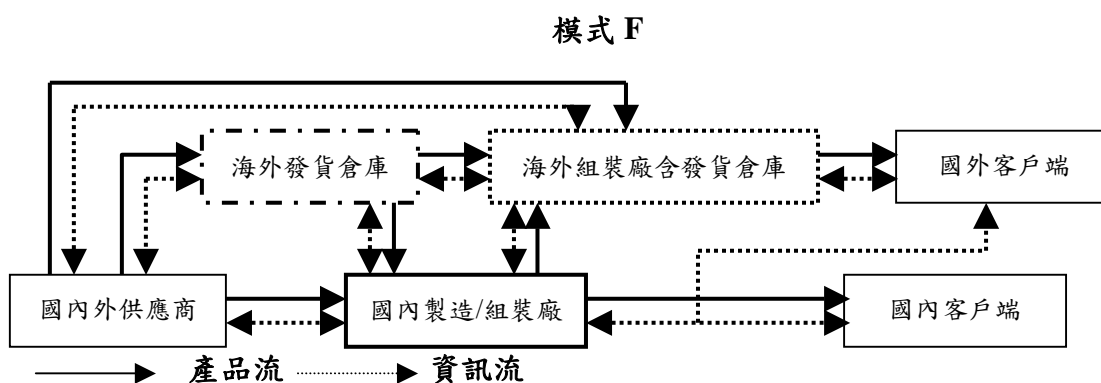 模式 F
海外發貨倉庫
海外組裝廠含發貨倉庫
國外客戶端
國內外供應商
國內製造/組裝廠
國內客戶端
產品流
資訊流